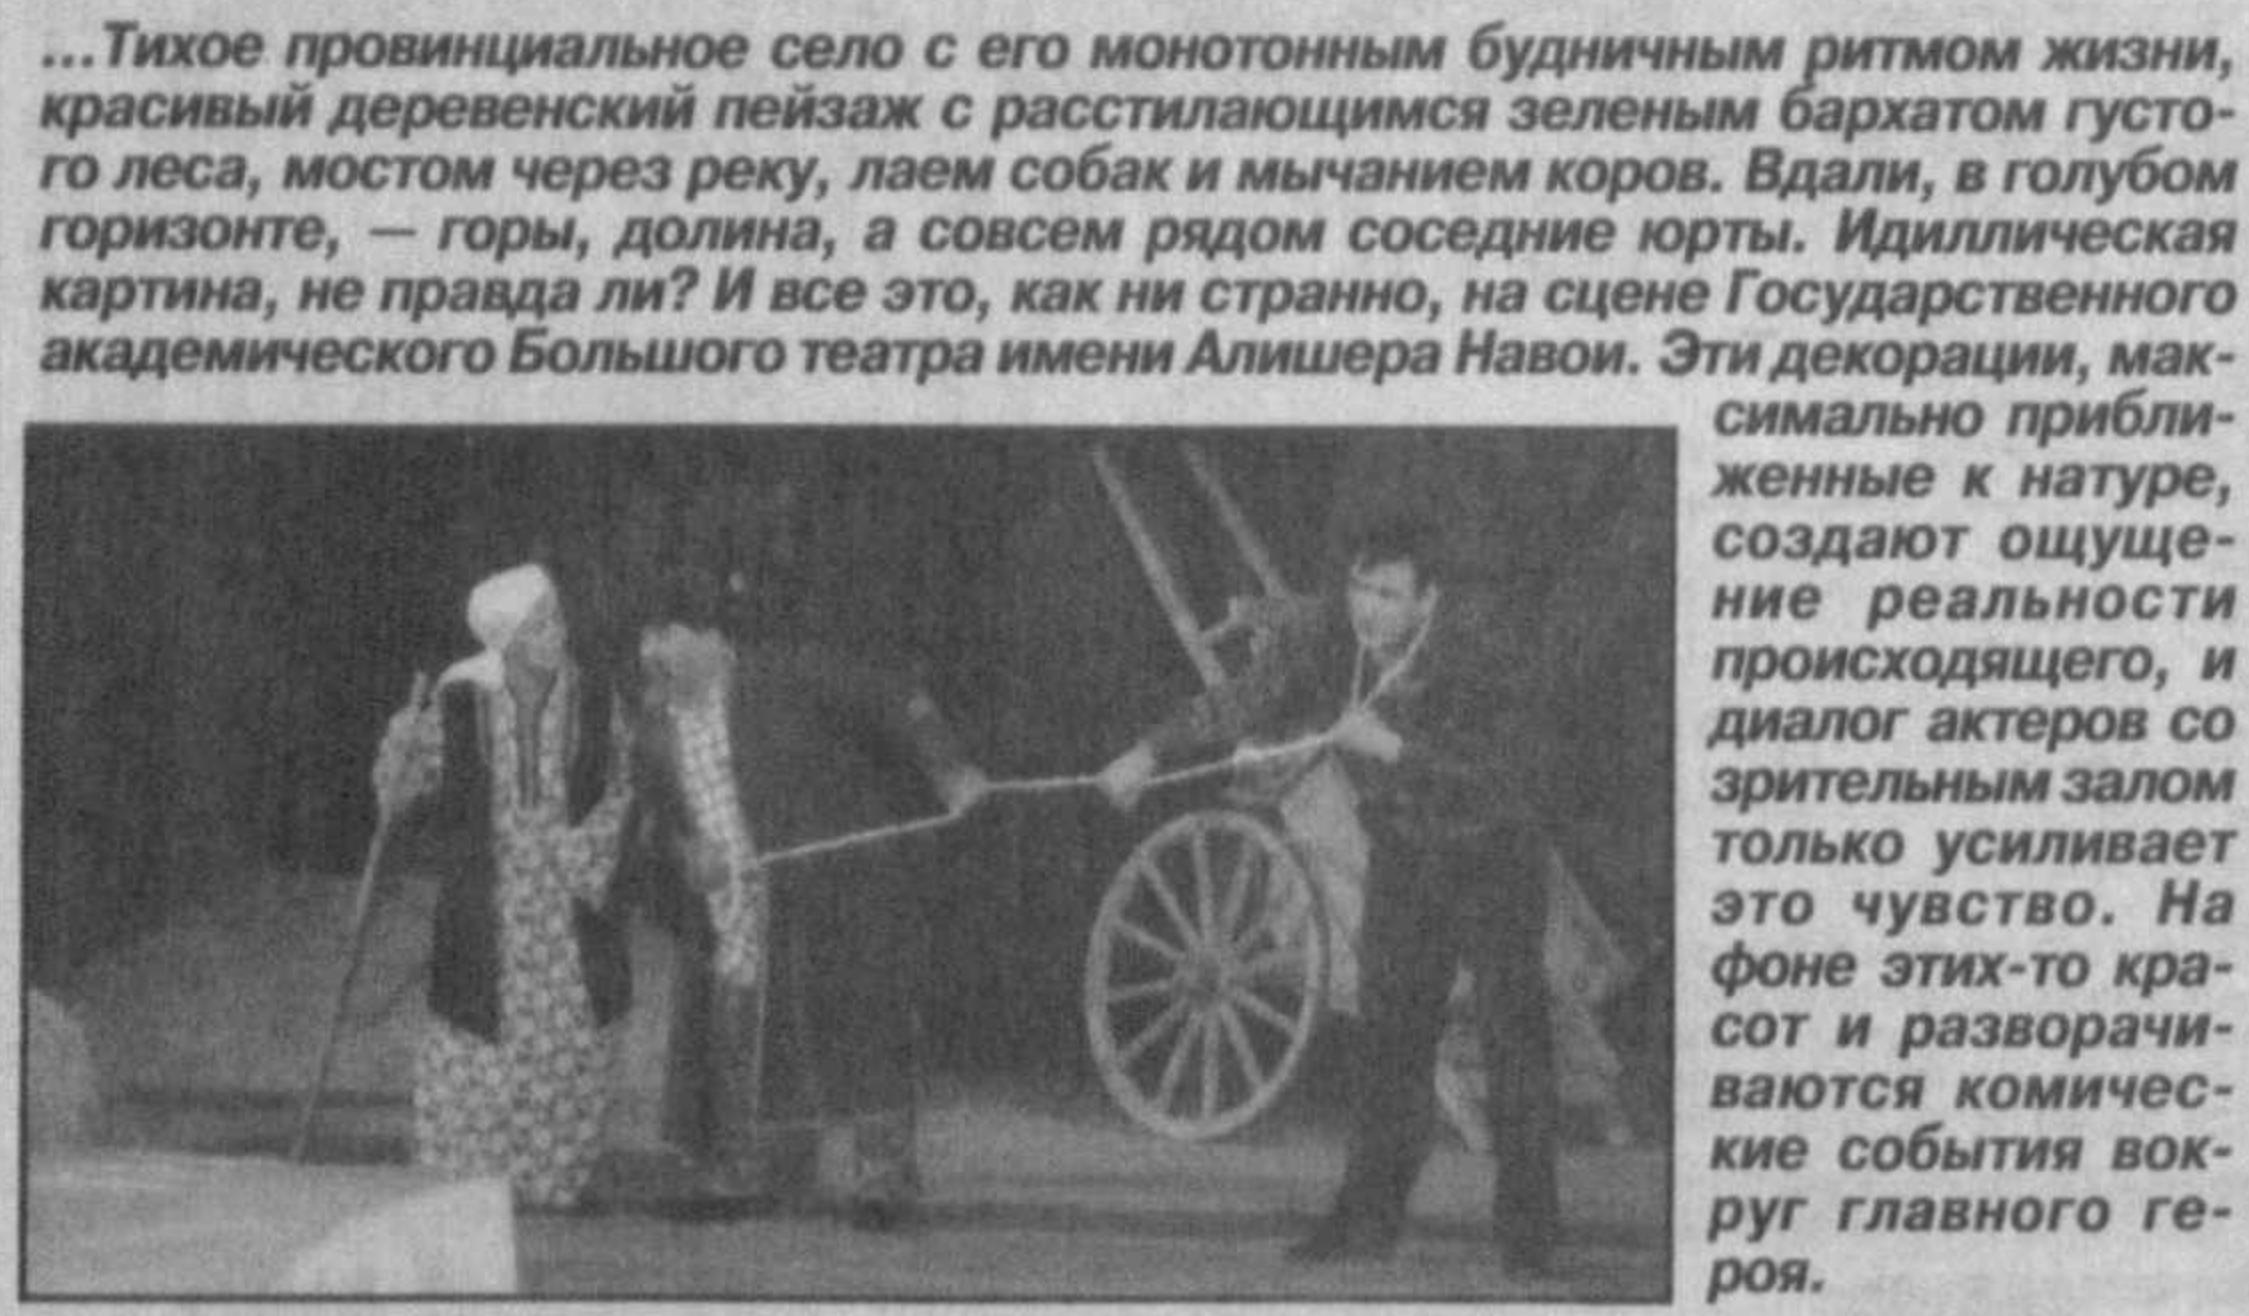 ...Тихое провинциальное село с его монотонным будничным ритмом жизни,
красивый деревенский пейзаж с расстилающимся зеленым бархатом густо-
го леса, мостом через реку, лаем собак и мычанием коров. Вдали, в голубом
горизонте, — горы, долина, а совсем рядом соседние юрты. Идиллическая
картина, не правда ли? И все это, как ни странно, на сцене Государственного
академического Большого театра имени Алишера Навои. Эти декорации, мак-
симально прибли-
женные к натуре,
создают ощуще-
ние реальности
происходящего, и
диалог актеров со
зрительным залом
только усиливает
это чувство. На
фоне этих-то кра-
сот и разворачи-
ваются комичес-
кие события вок-
руг главного ге-
роя.